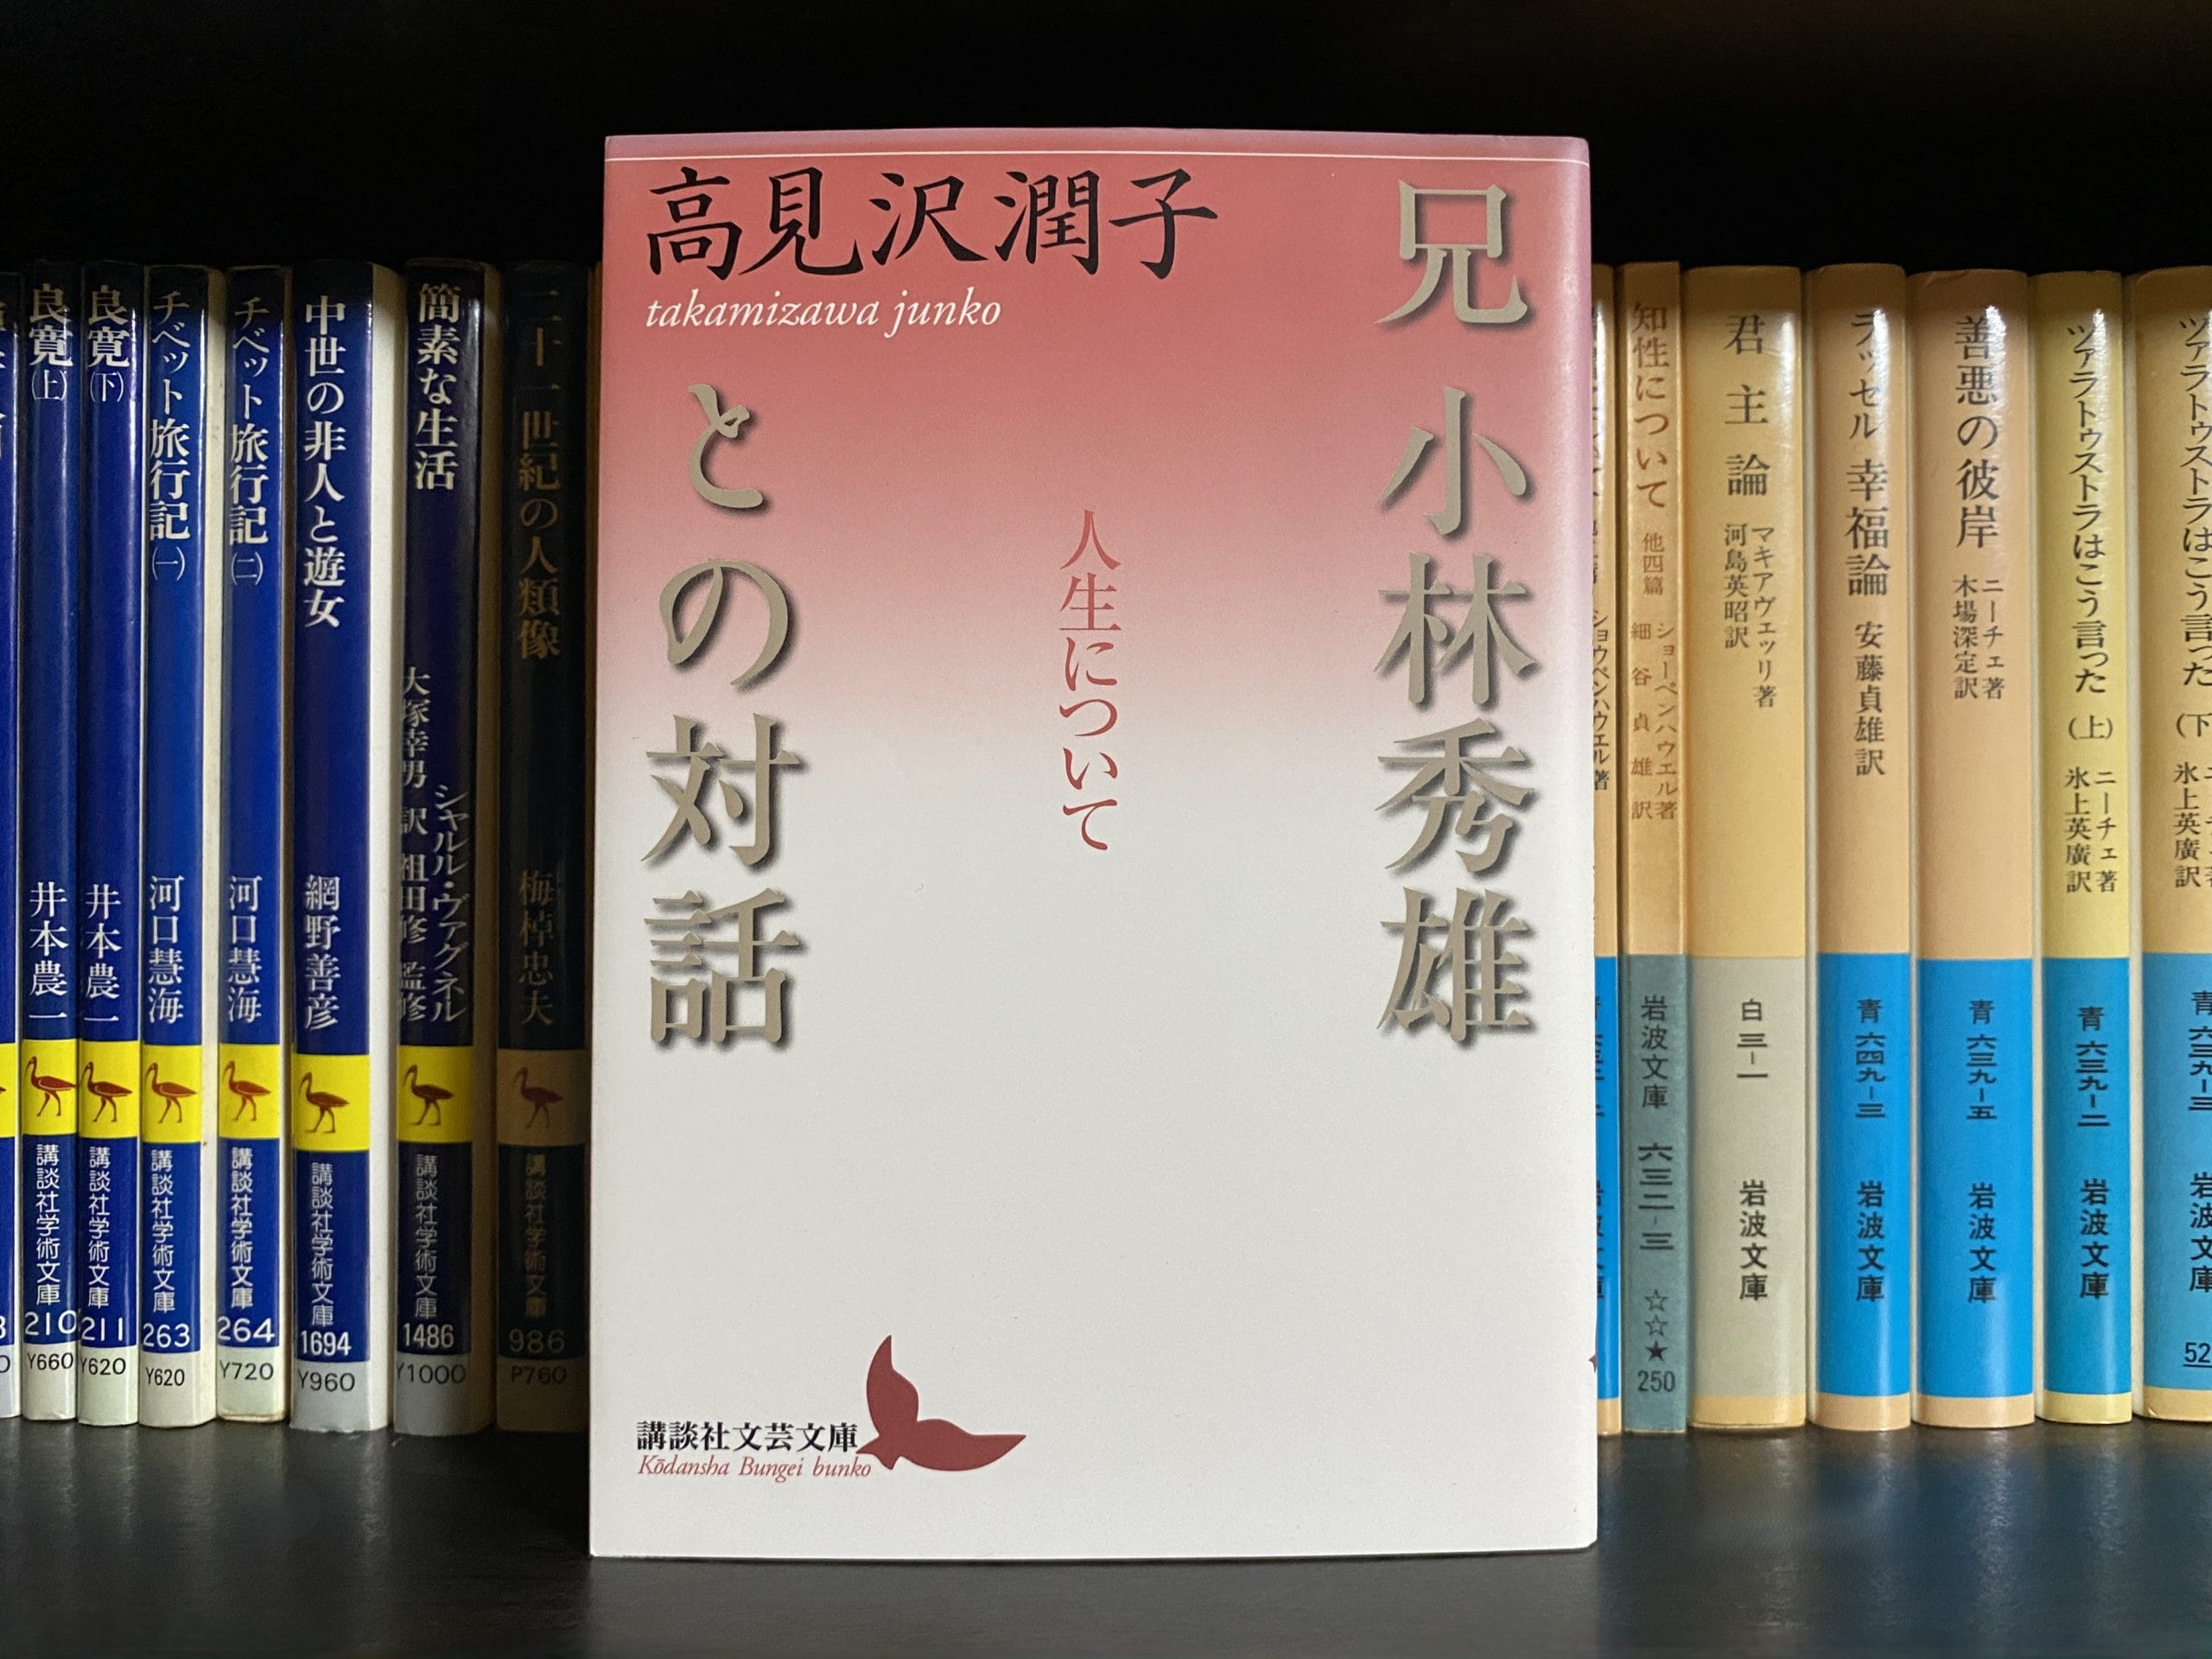 高見沢潤子
takamizawa junko
兄 小林秀雄
との対話
人生について
講談社文芸文庫
Kōdansha Bungei bunko
良寛(上)
井本農一
講談社学術文庫
210
Y660
良寛(下)
井本農一
講談社学術文庫
211
Y620
チベット旅行記(一)
河口慧海
講談社学術文庫
263
Y620
チベット旅行記(二)
河口慧海
講談社学術文庫
264
Y720
中世の非人と遊女
網野善彦
講談社学術文庫
1694
Y960
簡素な生活
シャルル・ヴァグネル
大塚幸男 訳 祖田修 監修
講談社学術文庫
1486
Y1000
二十一世紀の人類像
梅棹忠夫
講談社学術文庫
986
P760
知性について 他四篇
ショーペンハウエル著
細谷貞雄訳
岩波文庫
六三二-三
☆☆★
250
君主論
マキアヴェッリ著
河島英昭訳
白三-一
岩波文庫
ラッセル 幸福論
安藤貞雄訳
青六四九-三
岩波文庫
善悪の彼岸
ニーチェ著
木場深定訳
青六三九-五
岩波文庫
ツァラトゥストラはこう言った(上)
ニーチェ著
氷上英廣訳
青六三九-二
岩波文庫
ツァラトゥストラはこう言った(下
氷上英廣訳
青六三九-三
岩波文庫
52